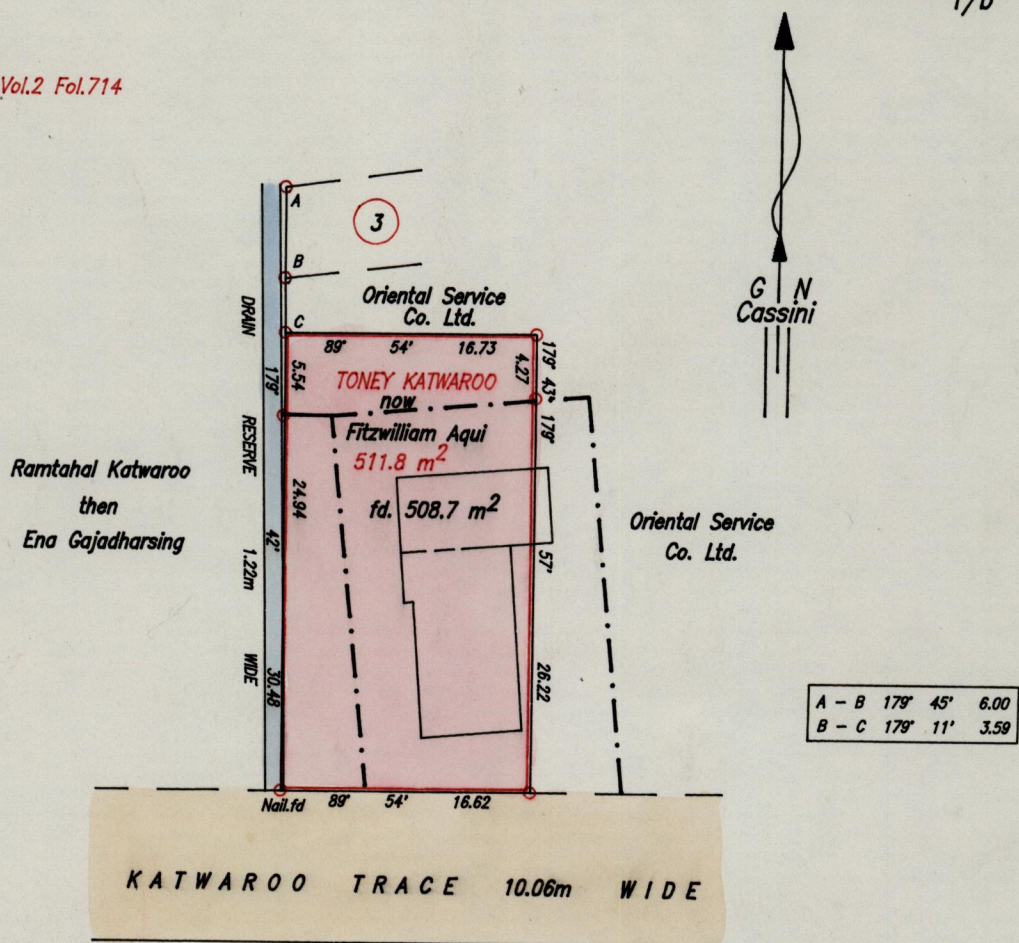 Vol.2 Fol.714
A
3
B
C
Oriental Service
Co. Ltd.
G N
Cassini
DRAIN RESERVE 1.22m WIDE
179° 42' 30.48
5.54
24.94
89° 54' 16.73
4.27
179° 43'
TONEY KATWAROO
now
Fitzwilliam Aqui
511.8 m²
fd. 508.7 m²
179° 57' 26.22
Ramtahal Katwaroo
then
Ena Gajadharsing
Oriental Service
Co. Ltd.
A - B 179° 45' 6.00
B - C 179° 11' 3.59
Nail.fd 89° 54' 16.62
KATWAROO TRACE 10.06m WIDE